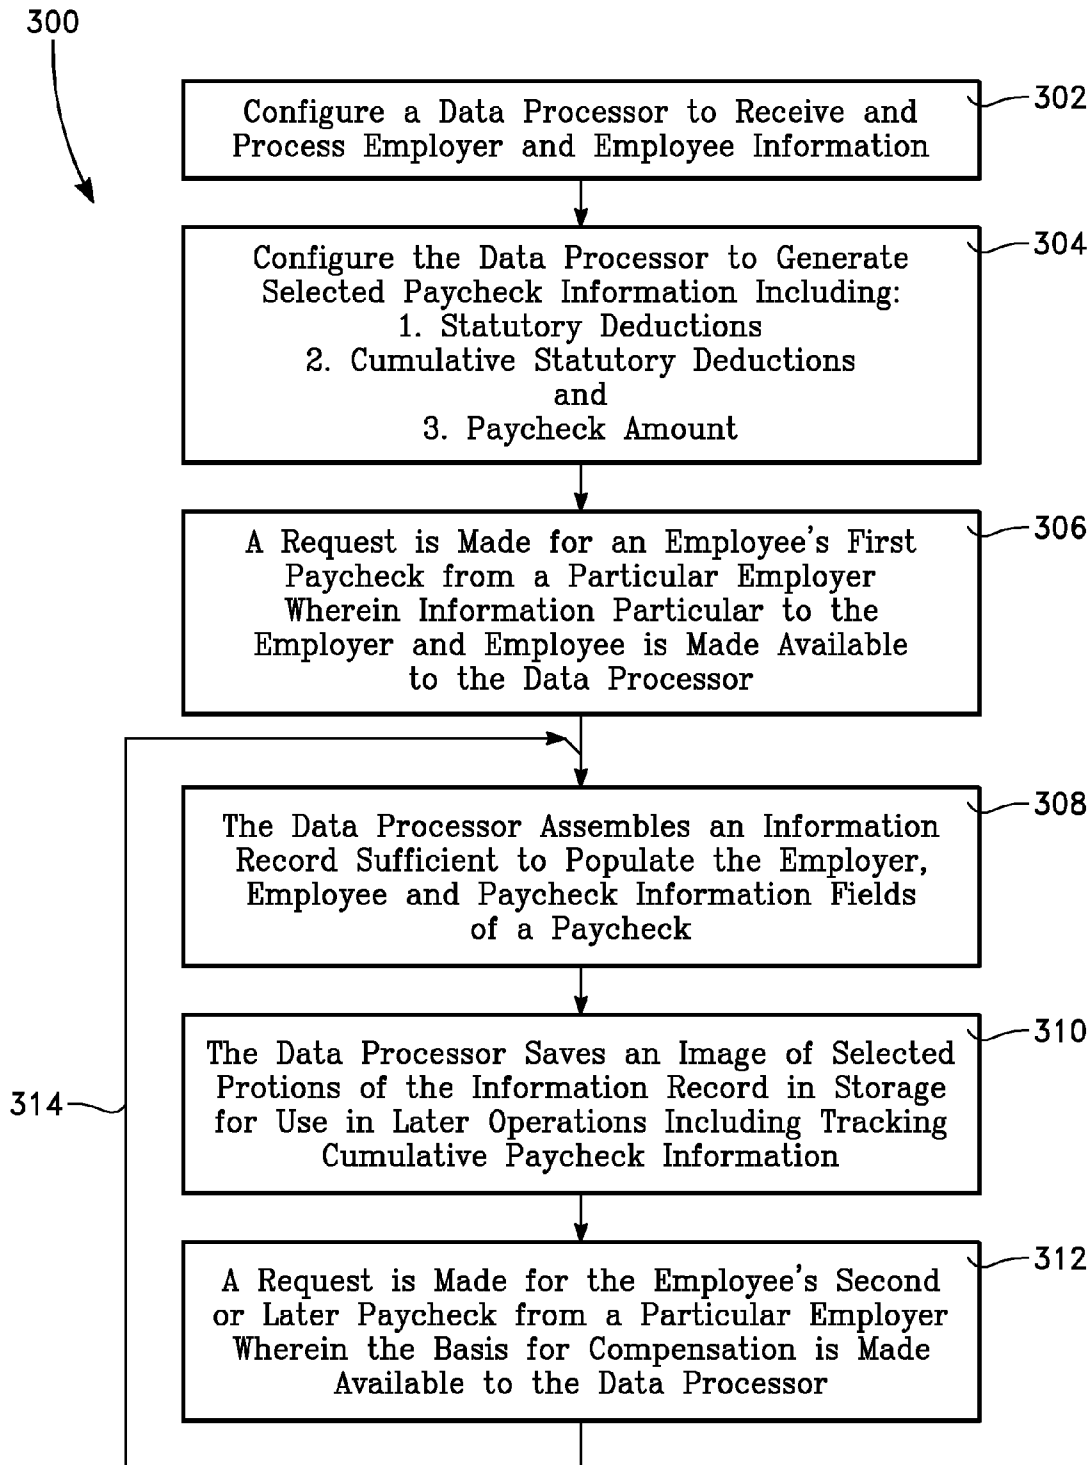 300
302
Configure a Data Processor to Receive and
Process Employer and Employee Information
304
Configure the Data Processor to Generate
Selected Paycheck Information Including:
1. Statutory Deductions
2. Cumulative Statutory Deductions
and
3. Paycheck Amount
306
A Request is Made for an Employee's First
Paycheck from a Particular Employer
Wherein Information Particular to the
Employer and Employee is Made Available
to the Data Processor
308
The Data Processor Assembles an Information
Record Sufficient to Populate the Employer,
Employee and Paycheck Information Fields
of a Paycheck
310
The Data Processor Saves an Image of Selected
Protions of the Information Record in Storage
for Use in Later Operations Including Tracking
Cumulative Paycheck Information
314
312
A Request is Made for the Employee's Second
or Later Paycheck from a Particular Employer
Wherein the Basis for Compensation is Made
Available to the Data Processor